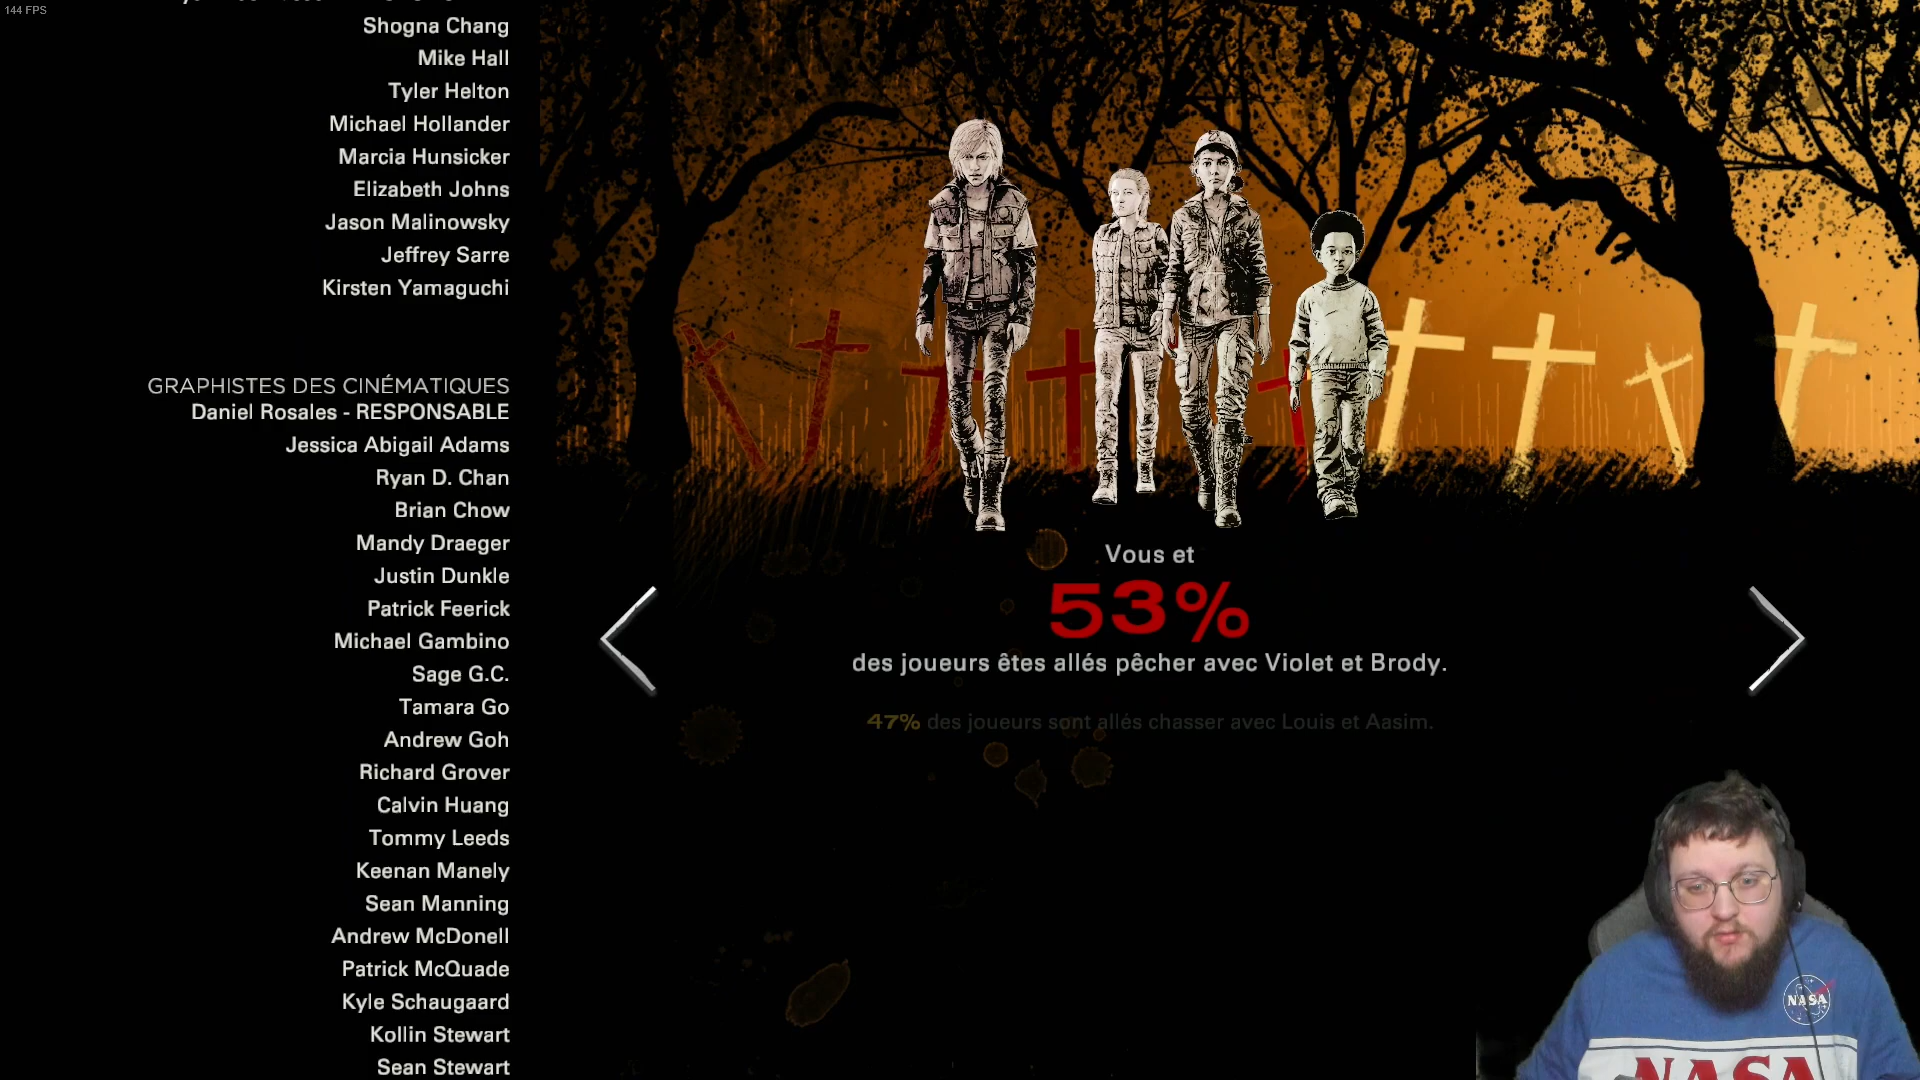 144 FPS
Shogna Chang
Mike Hall
Tyler Helton
Michael Hollander
Marcia Hunsicker
Elizabeth Johns
Jason Malinowsky
Jeffrey Sarre
Kirsten Yamaguchi
GRAPHISTES DES CINÉMATIQUES
Daniel Rosales - RESPONSABLE
Jessica Abigail Adams
Ryan D. Chan
Brian Chow
Mandy Draeger
Justin Dunkle
Patrick Feerick
Michael Gambino
Sage G.C.
Tamara Go
Andrew Goh
Richard Grover
Calvin Huang
Tommy Leeds
Keenan Manely
Sean Manning
Andrew McDonell
Patrick McQuade
Kyle Schaugaard
Kollin Stewart
Sean Stewart
Vous et
53%
des joueurs êtes allés pêcher avec Violet et Brody.
47% des joueurs sont allés chasser avec Louis et Aasim.
NASA
NASA